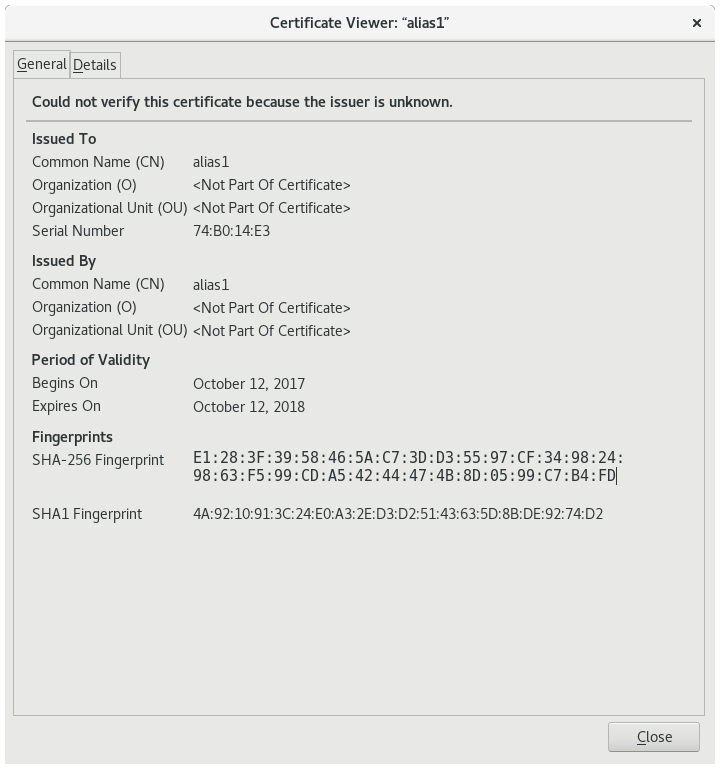 Certificate Viewer: “alias1”
×
General Details
Could not verify this certificate because the issuer is unknown.
Issued To
Common Name (CN) alias1
Organization (O) <Not Part Of Certificate>
Organizational Unit (OU) <Not Part Of Certificate>
Serial Number 74:B0:14:E3
Issued By
Common Name (CN) alias1
Organization (O) <Not Part Of Certificate>
Organizational Unit (OU) <Not Part Of Certificate>
Period of Validity
Begins On October 12, 2017
Expires On October 12, 2018
Fingerprints
SHA-256 Fingerprint E1:28:3F:39:58:46:5A:C7:3D:D3:55:97:CF:34:98:24:
98:63:F5:99:CD:A5:42:44:47:4B:8D:05:99:C7:B4:FD
SHA1 Fingerprint 4A:92:10:91:3C:24:E0:A3:2E:D3:D2:51:43:63:5D:8B:DE:92:74:D2
Close